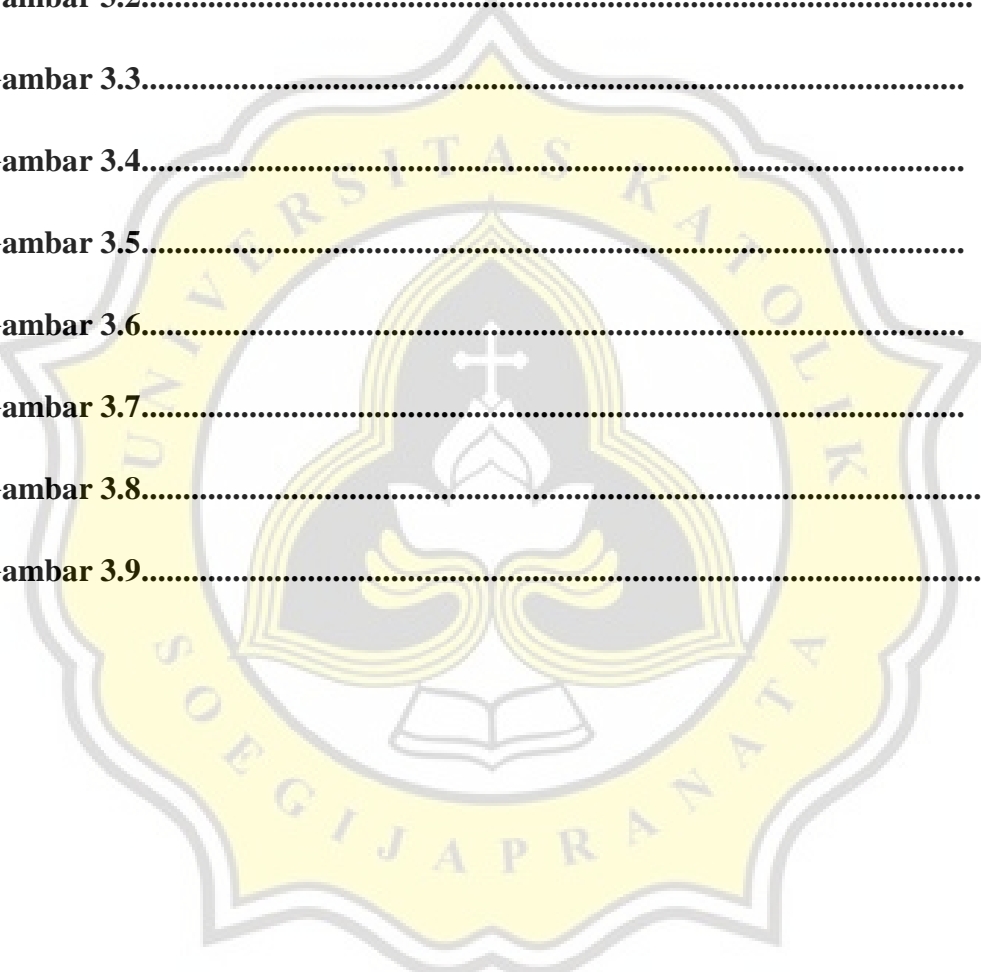 ambar 3.2....................................................................................................
ambar 3.3...................................................................................................
ambar 3.4...................................................................................................
ambar 3.5...................................................................................................
ambar 3.6...................................................................................................
ambar 3.7...................................................................................................
ambar 3.8.....................................................................................................
ambar 3.9.....................................................................................................
UNIVERSITAS KATOLIK
SOEGIJAPRANATA